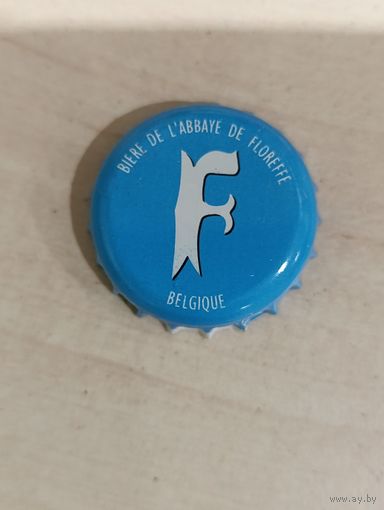 BIERE DE L'ABBAYE DE FLOREFFE
F
BELGIQUE
www.ay.by